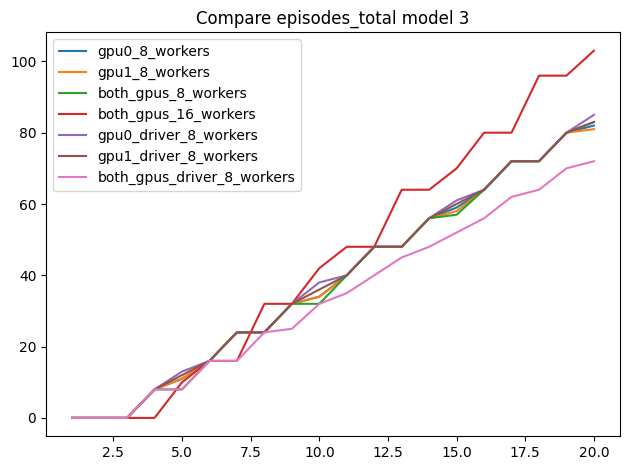 Compare episodes_total model 3
gpu0_8_workers
gpu1_8_workers
both_gpus_8_workers
both_gpus_16_workers
gpu0_driver_8_workers
gpu1_driver_8_workers
both_gpus_driver_8_workers
100
80
60
40
20
0
2.5 5.0 7.5 10.0 12.5 15.0 17.5 20.0